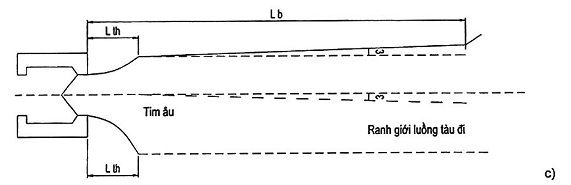 L b
L th
ε
ε
Tim âu
Ranh giới luồng tàu đi
L th
c)